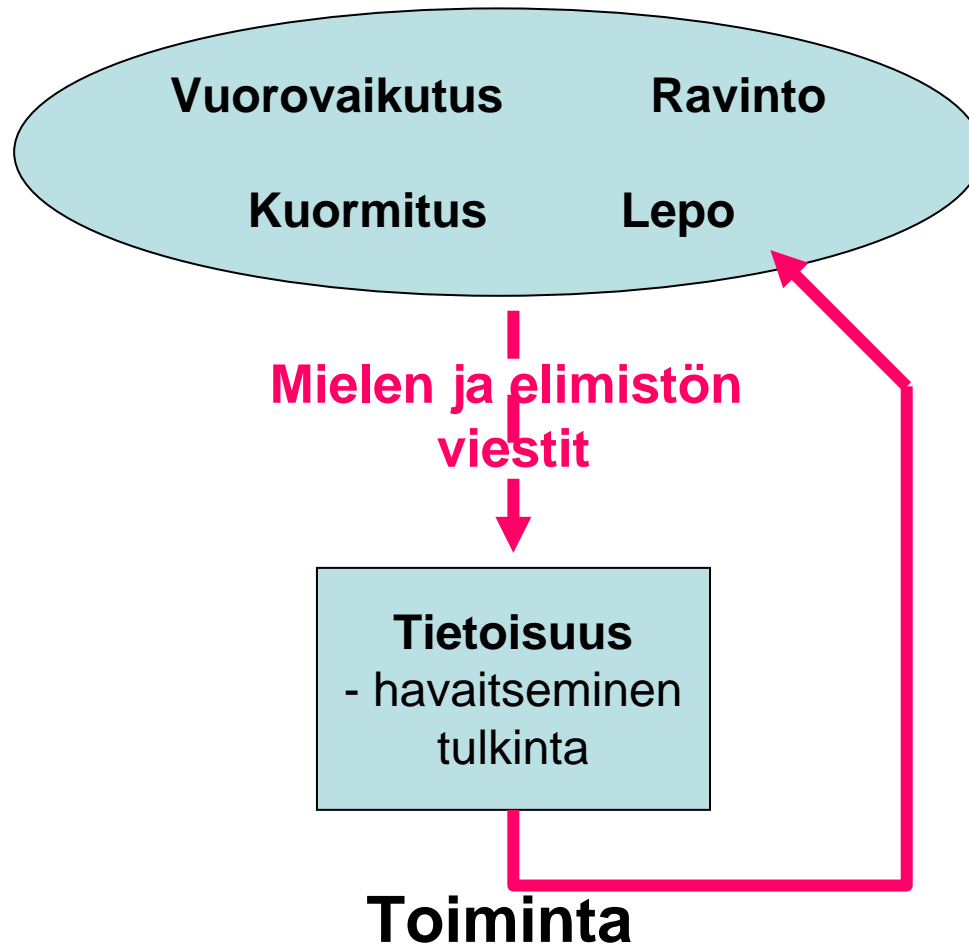 Vuorovaikutus Ravinto
Kuormitus Lepo
Mielen ja elimistön
viestit
Tietoisuus
- havaitseminen
tulkinta
Toiminta